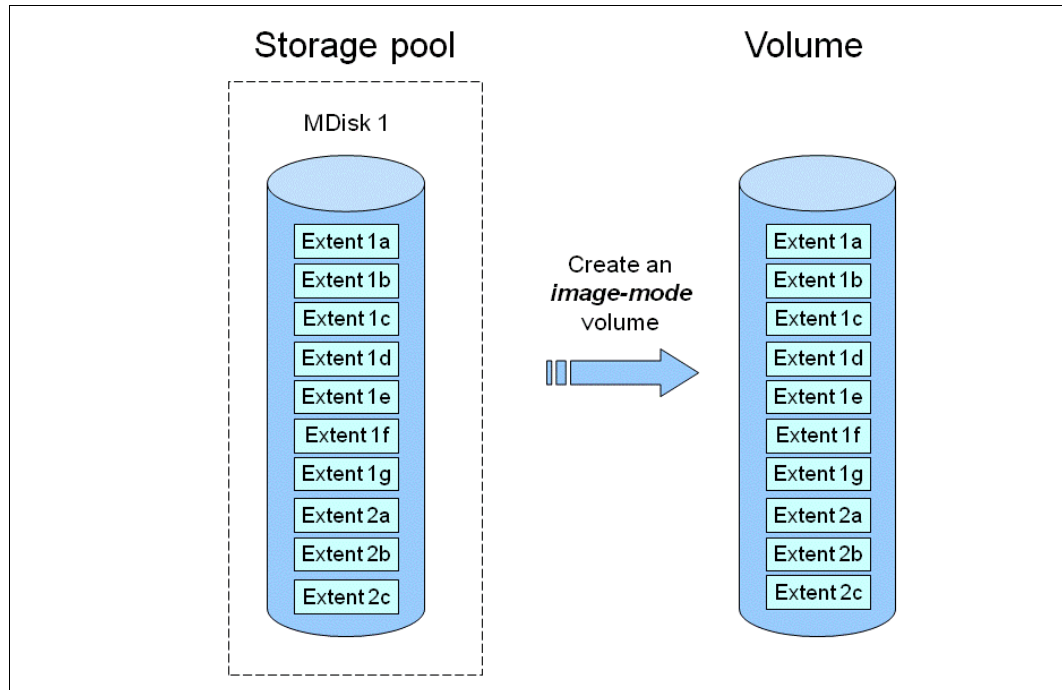 Storage pool
Volume
MDisk 1
Extent 1a
Extent 1b
Extent 1c
Extent 1d
Extent 1e
Extent 1f
Extent 1g
Extent 2a
Extent 2b
Extent 2c
Create an
image-mode
volume
Extent 1a
Extent 1b
Extent 1c
Extent 1d
Extent 1e
Extent 1f
Extent 1g
Extent 2a
Extent 2b
Extent 2c